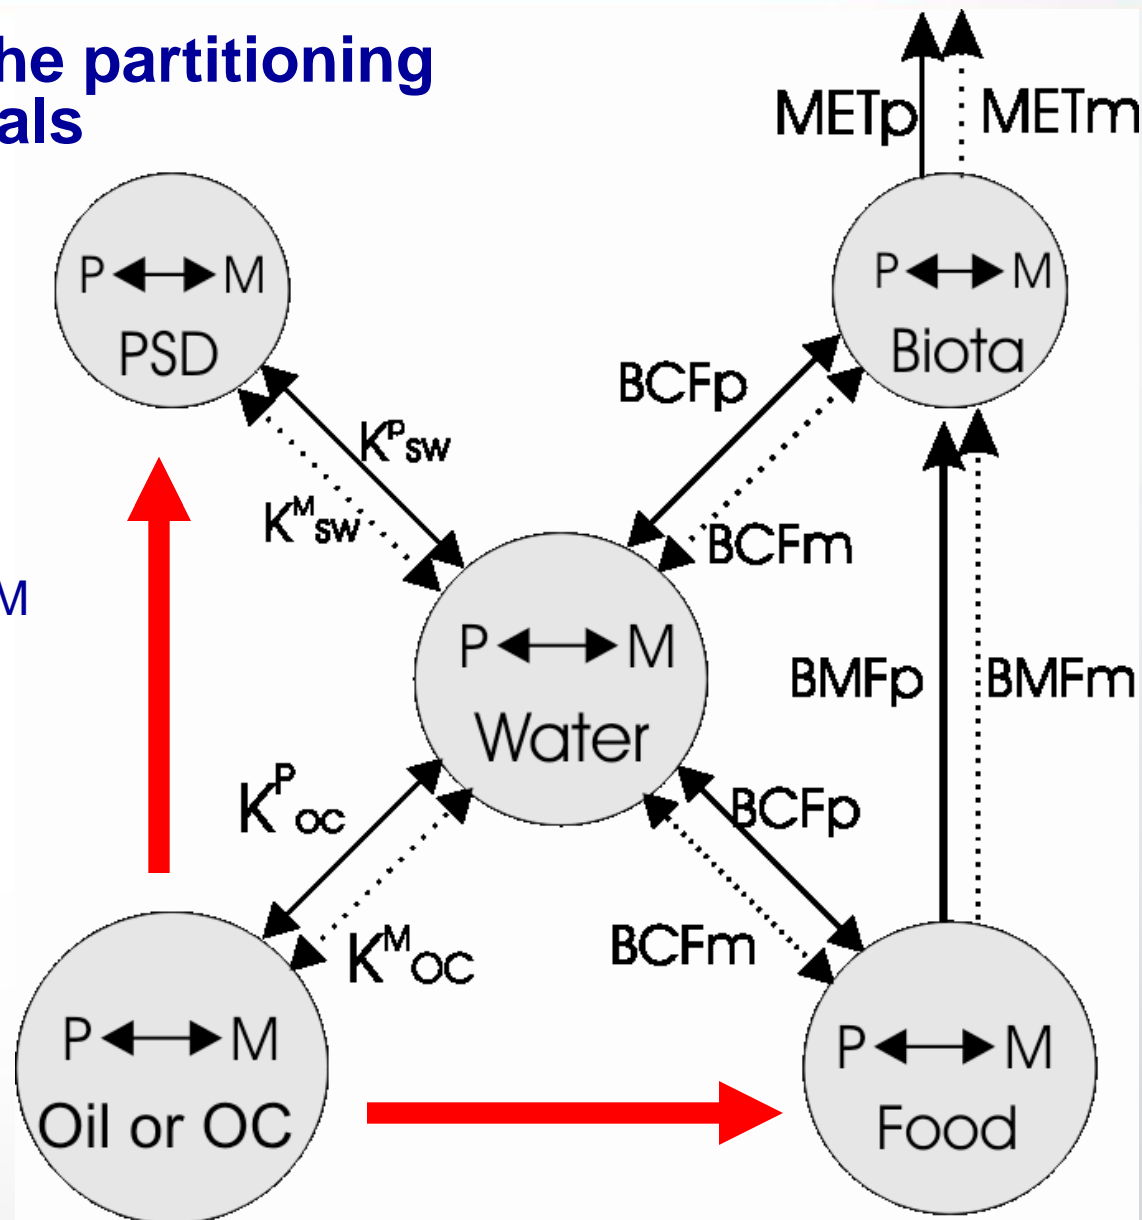 he partitioning
als
METp
METm
P M
PSD
P M
Biota
BCFp
K^P sw
K^M sw
BCFm
M
P M
Water
BMFp
BMFm
K^P oc
BCFp
K^M oc
BCFm
P M
Oil or OC
P M
Food